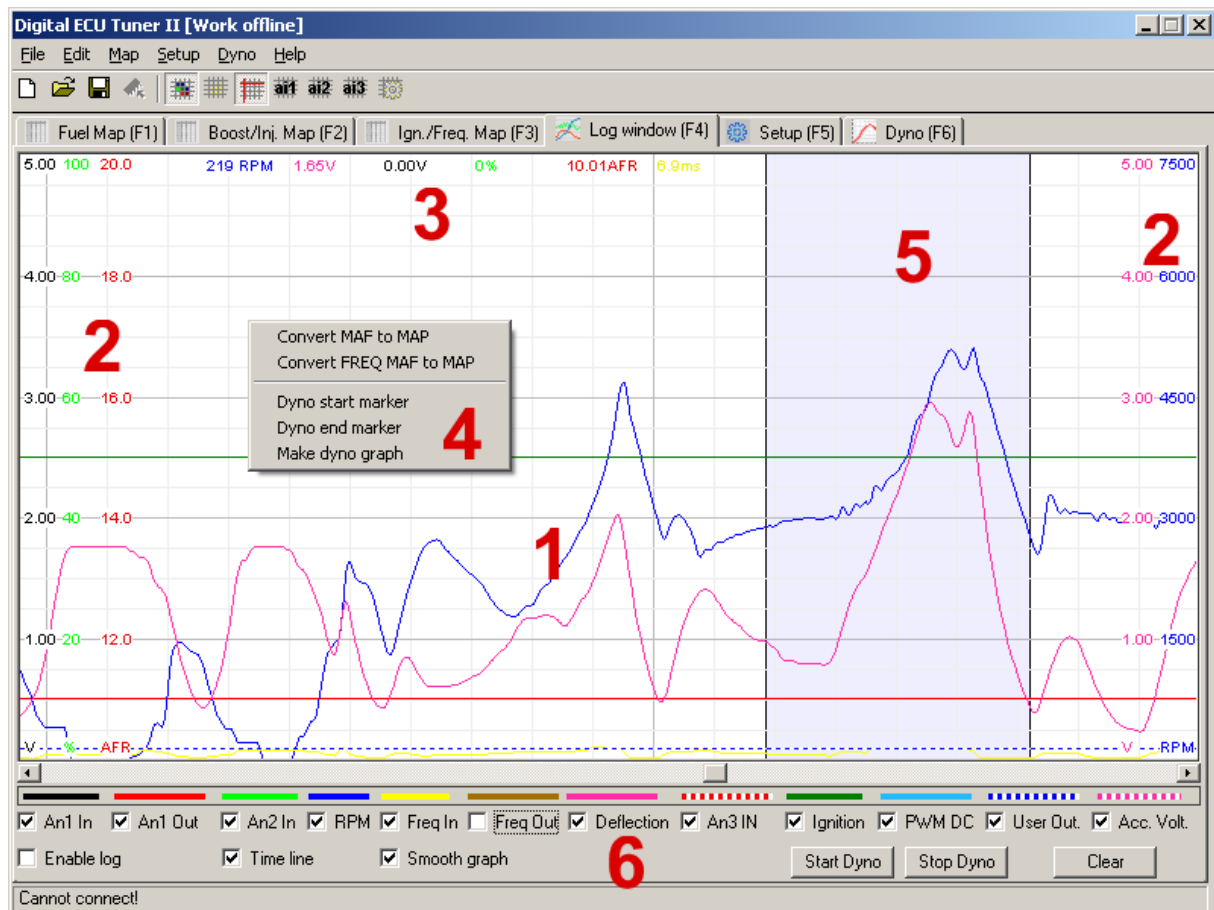 Digital ECU Tuner II [Work offline]
File Edit Map Setup Dyno Help
ai1 ai2 ai3
Fuel Map (F1) Boost/Inj. Map (F2) Ign./Freq. Map (F3) Log window (F4) Setup (F5) Dyno (F6)
5.00 100 20.0 219 RPM 1.65V 0.00V 0% 10.01AFR 6.9ms 5.00 7500
3
5
2
4.00 80 18.0 4.00 6000
2
Convert MAF to MAP
Convert FREQ MAF to MAP
3.00 60 16.0 3.00 4500
Dyno start marker
Dyno end marker
4
Make dyno graph
2.00 40 14.0 2.00 3000
1
1.00 20 12.0 1.00 1500
V % AFR V RPM
An1 In An1 Out An2 In RPM Freq In Freq Out Deflection An3 IN Ignition PWM DC User Out. Acc. Volt.
Enable log Time line Smooth graph 6 Start Dyno Stop Dyno Clear
Cannot connect!